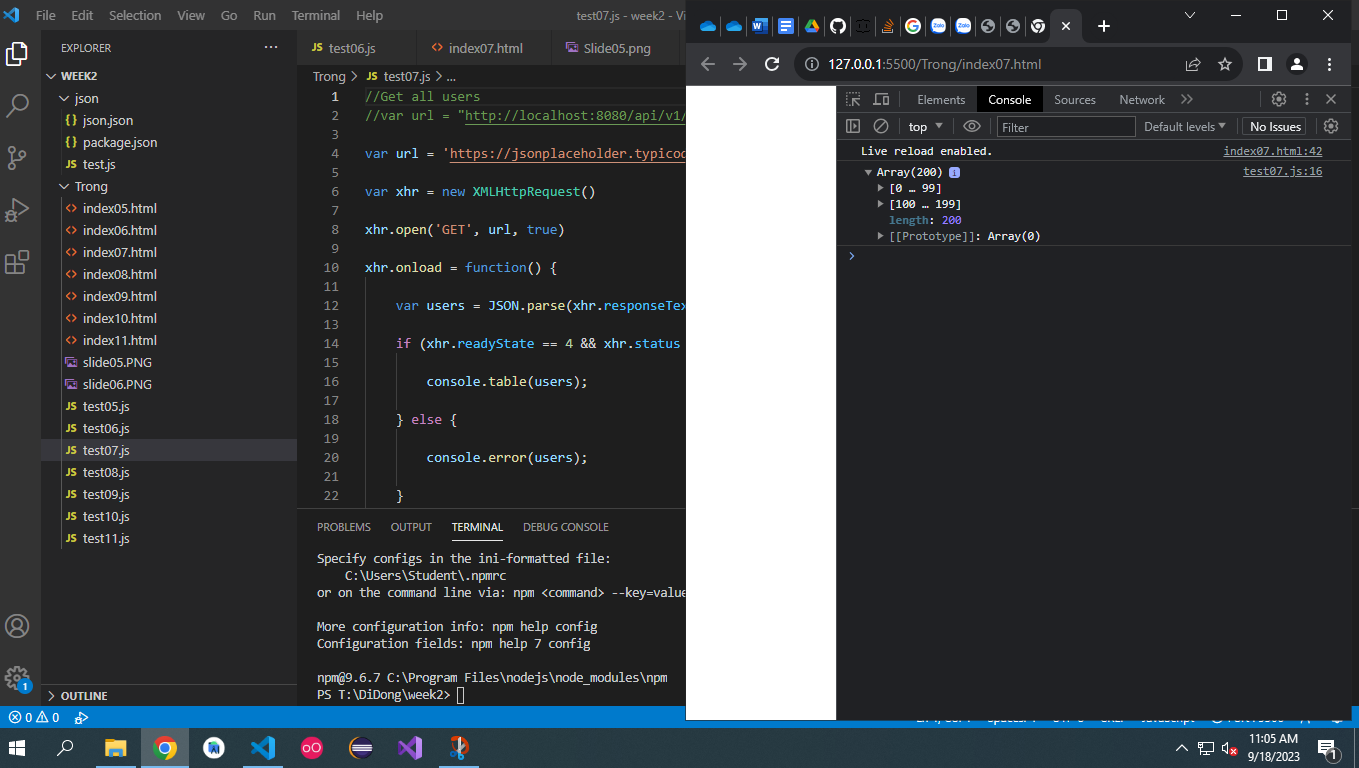 File Edit Selection View Go Run Terminal Help
test07.js - week2 - Vi
EXPLORER
WEEK2
json
{} json.json
{} package.json
JS test.js
Trong
<> index05.html
<> index06.html
<> index07.html
<> index08.html
<> index09.html
<> index10.html
<> index11.html
slide05.PNG
slide06.PNG
JS test05.js
JS test06.js
JS test07.js
JS test08.js
JS test09.js
JS test10.js
JS test11.js
OUTLINE
JS test06.js
<> index07.html
Slide05.png
Trong > JS test07.js > ...
1 //Get all users
2 //var url = "http://localhost:8080/api/v1/
3
4 var url = 'https://jsonplaceholder.typicod
5
6 var xhr = new XMLHttpRequest()
7
8 xhr.open('GET', url, true)
9
10 xhr.onload = function() {
11
12 var users = JSON.parse(xhr.responseTex
13
14 if (xhr.readyState == 4 && xhr.status
15
16 console.table(users);
17
18 } else {
19
20 console.error(users);
21
22 }
PROBLEMS OUTPUT TERMINAL DEBUG CONSOLE
Specify configs in the ini-formatted file:
C:\Users\Student\.npmrc
or on the command line via: npm <command> --key=value
More configuration info: npm help config
Configuration fields: npm help 7 config
npm@9.6.7 C:\Program Files\nodejs\node_modules\npm
PS T:\DiDong\week2>
1
0 0
Zalo Zalo
127.0.0.1:5500/Trong/index07.html
Elements Console Sources Network
top
Filter
Default levels
No Issues
Live reload enabled. index07.html:42
Array(200) i test07.js:16
[0 … 99]
[100 … 199]
length: 200
[[Prototype]]: Array(0)
11:05 AM
9/18/2023
1